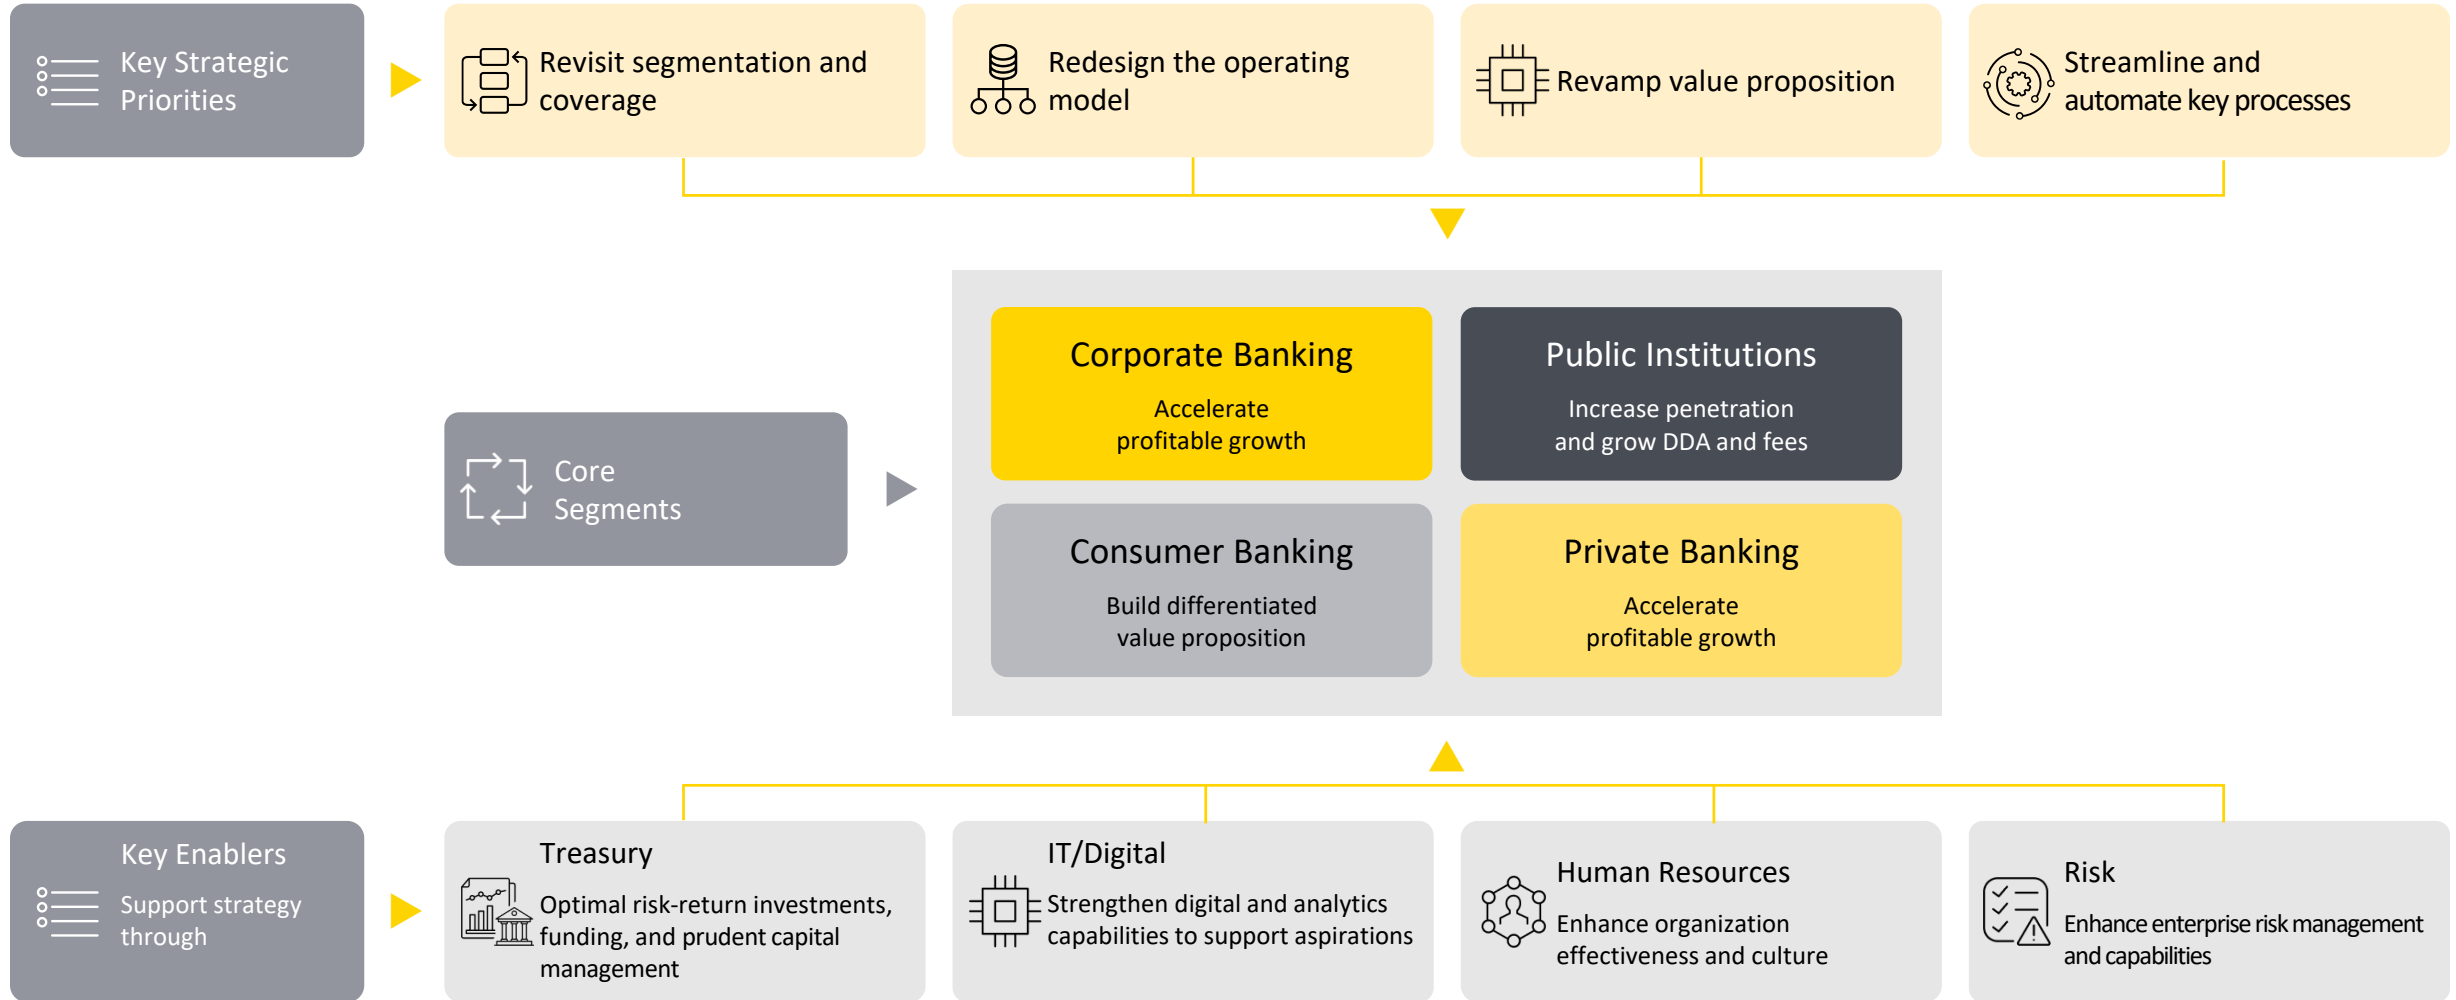 Key Strategic
Priorities
Revisit segmentation and
coverage
Redesign the operating
model
Revamp value proposition
Streamline and
automate key processes
Core
Segments
Corporate Banking
Accelerate
profitable growth
Public Institutions
Increase penetration
and grow DDA and fees
Consumer Banking
Build differentiated
value proposition
Private Banking
Accelerate
profitable growth
Key Enablers
Support strategy
through
Treasury
Optimal risk-return investments,
funding, and prudent capital
management
IT/Digital
Strengthen digital and analytics
capabilities to support aspirations
Human Resources
Enhance organization
effectiveness and culture
Risk
Enhance enterprise risk management
and capabilities